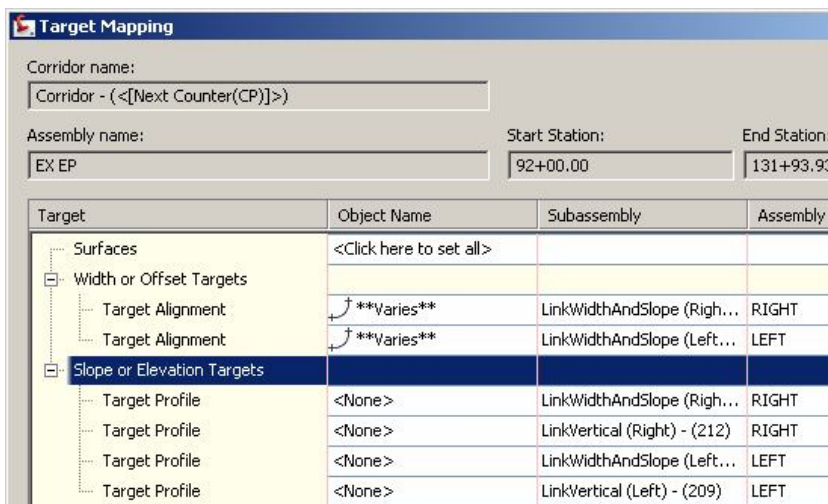 Target Mapping
Corridor name:
Corridor - (<[Next Counter(CP)]>)
Assembly name: Start Station: End Station:
EX EP 92+00.00 131+93.93
Target Object Name Subassembly Assembly
Surfaces <Click here to set all>
Width or Offset Targets
Target Alignment **Varies** LinkWidthAndSlope (Righ... RIGHT
Target Alignment **Varies** LinkWidthAndSlope (Left... LEFT
Slope or Elevation Targets
Target Profile <None> LinkWidthAndSlope (Righ... RIGHT
Target Profile <None> LinkVertical (Right) - (212) RIGHT
Target Profile <None> LinkWidthAndSlope (Left... LEFT
Target Profile <None> LinkVertical (Left) - (209) LEFT